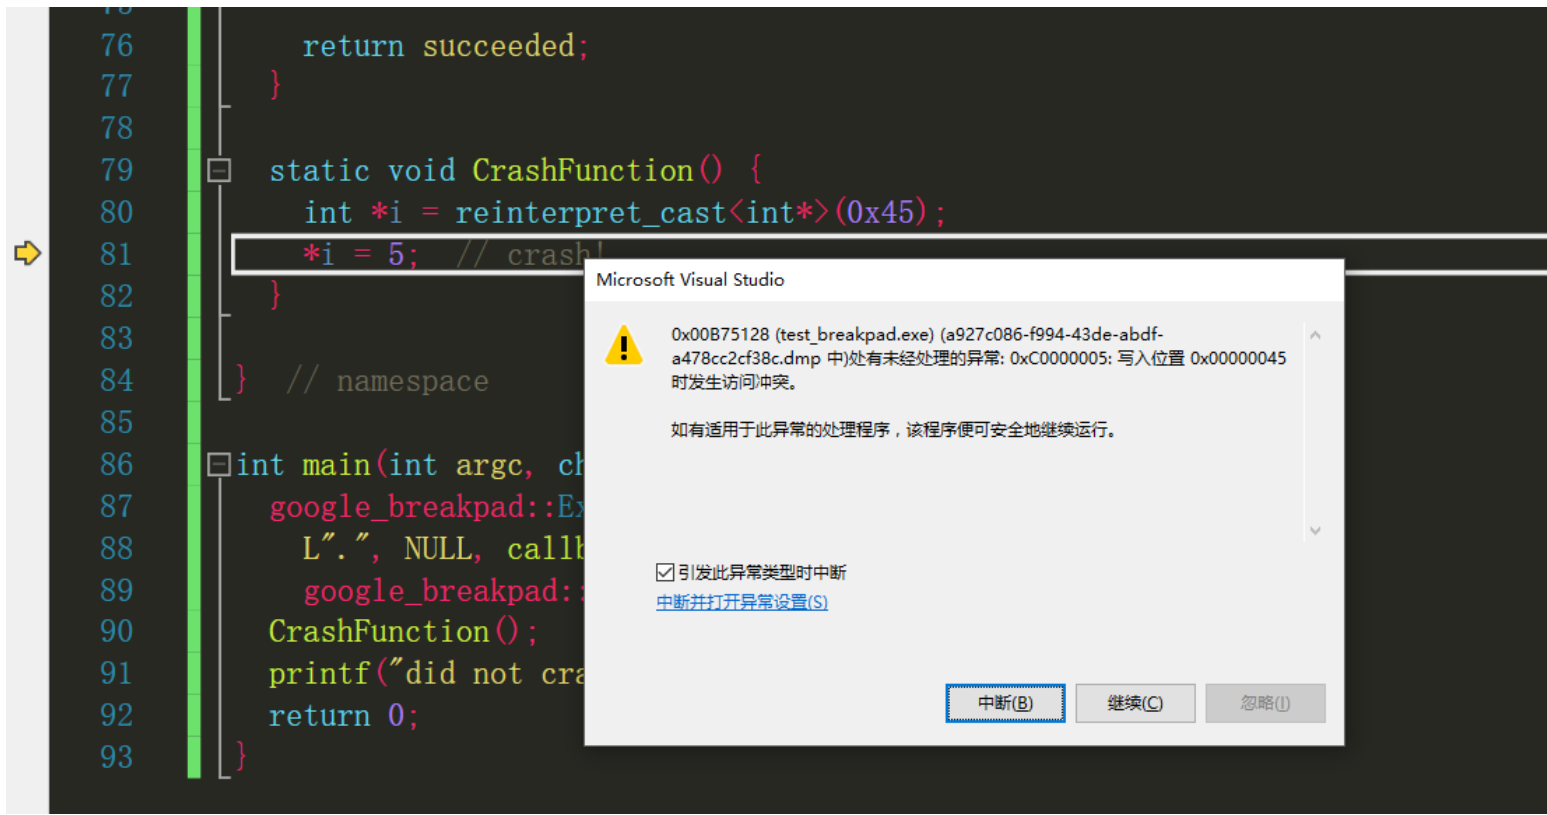 76 return succeeded;
77 }
78
79 static void CrashFunction() {
80 int *i = reinterpret_cast<int*>(0x45);
81 *i = 5; // crash!
82 }
83
84 } // namespace
85
86 int main(int argc,
87 google_breakpad::
88 L".", NULL,
89 google_breakpad::
90 CrashFunction();
91 printf("did not
92 return 0;
93 }
Microsoft Visual Studio
0x00B75128 (test_breakpad.exe) (a927c086-f994-43de-abdf-
a478cc2cf38c.dmp 中)处有未经处理的异常: 0xC0000005: 写入位置 0x00000045
时发生访问冲突。
如有适用于此异常的处理程序，该程序便可安全地继续运行。
引发此异常类型时中断
中断并打开异常设置(S)
中断(B) 继续(C) 忽略(I)